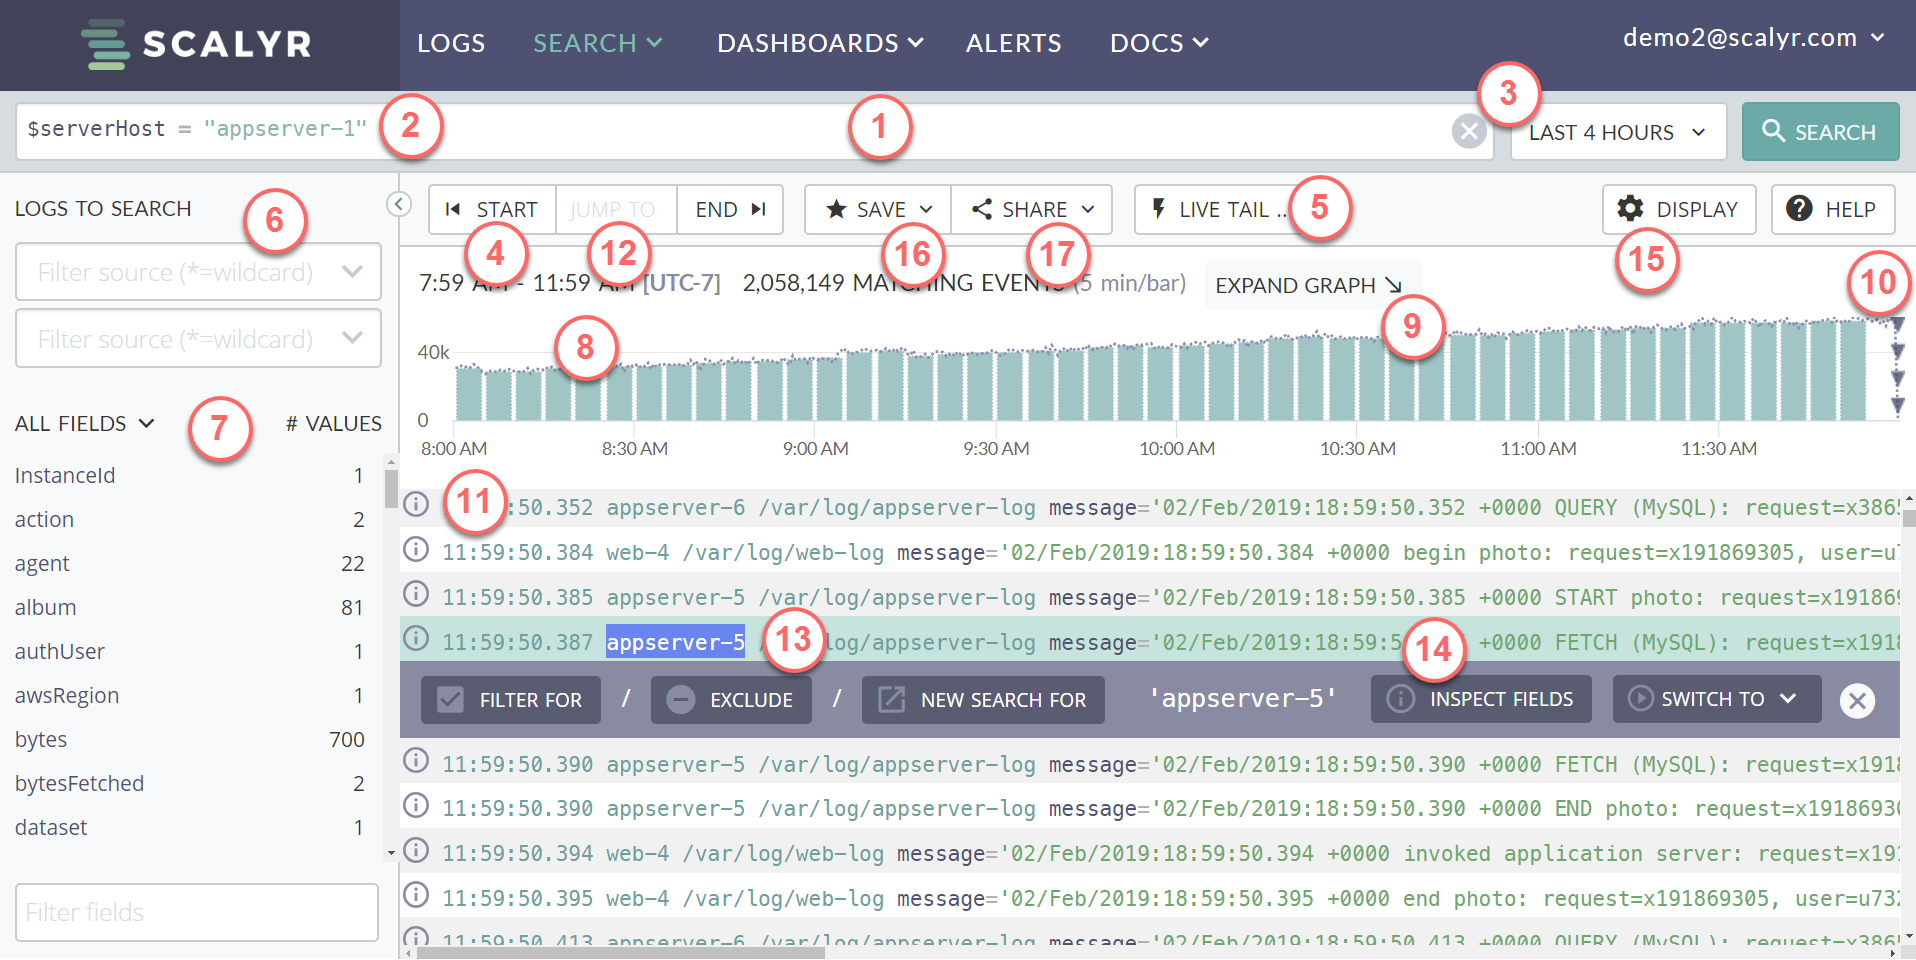 SCALYR LOGS SEARCH DASHBOARDS ALERTS DOCS demo2@scalyr.com
$serverHost = "appserver-1" 2 1 3 LAST 4 HOURS SEARCH
LOGS TO SEARCH 6
Filter source (*=wildcard)
Filter source (*=wildcard)
ALL FIELDS 7 # VALUES
InstanceId 1
action 2
agent 22
album 81
authUser 1
awsRegion 1
bytes 700
bytesFetched 2
dataset 1
Filter fields
START JUMP TO END SAVE SHARE LIVE TAIL .. 5 DISPLAY HELP
4 12 16 17 15 10
7:59 AM - 11:59 AM [UTC-7] 2,058,149 MATCHING EVENTS (5 min/bar) EXPAND GRAPH
8 9
40k
0
8:00 AM 8:30 AM 9:00 AM 9:30 AM 10:00 AM 10:30 AM 11:00 AM 11:30 AM
11 :50.352 appserver-6 /var/log/appserver-log message='02/Feb/2019:18:59:50.352 +0000 QUERY (MySQL): request=x3865
11:59:50.384 web-4 /var/log/web-log message='02/Feb/2019:18:59:50.384 +0000 begin photo: request=x191869305, user=u7
11:59:50.385 appserver-5 /var/log/appserver-log message='02/Feb/2019:18:59:50.385 +0000 START photo: request=x19186
11:59:50.387 appserver-5 13 log/appserver-log message='02/Feb/2019:18:59:5 14 +0000 FETCH (MySQL): request=x1918
FILTER FOR / EXCLUDE / NEW SEARCH FOR 'appserver-5' INSPECT FIELDS SWITCH TO
11:59:50.390 appserver-5 /var/log/appserver-log message='02/Feb/2019:18:59:50.390 +0000 FETCH (MySQL): request=x1918
11:59:50.390 appserver-5 /var/log/appserver-log message='02/Feb/2019:18:59:50.390 +0000 END photo: request=x19186930
11:59:50.394 web-4 /var/log/web-log message='02/Feb/2019:18:59:50.394 +0000 invoked application server: request=x191
11:59:50.395 web-4 /var/log/web-log message='02/Feb/2019:18:59:50.395 +0000 end photo: request=x191869305, user=u732
11:59:50.413 appserver-6 /var/log/appserver-log message='02/Feb/2019:18:59:50.413 +0000 QUERY (MySQL): request=x3865